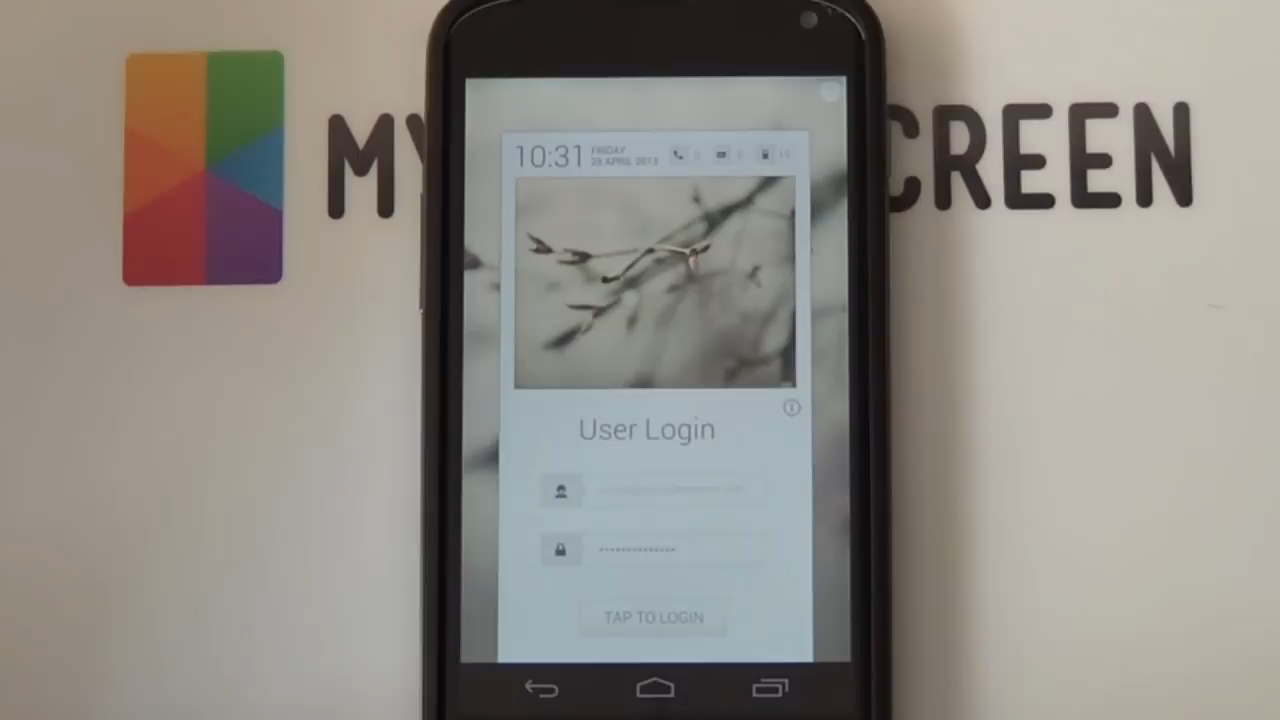 MY CREEN
10:31 FRIDAY
26 APRIL 2013
User Login
TAP TO LOGIN